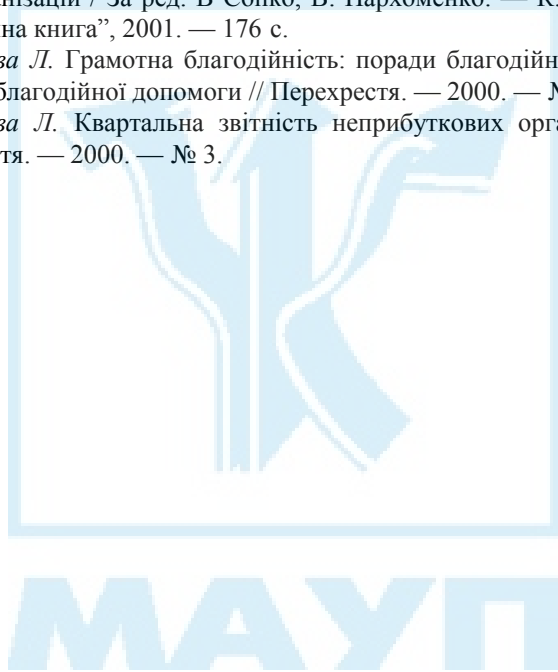 нізацій / За ред. В Сопко, В. Пархоменко. — К.
на книга”, 2001. — 176 с.
ва Л. Грамотна благодійність: поради благодійн
благодійної допомоги // Перехрестя. — 2000. — №
ва Л. Квартальна звітність неприбуткових орга
тя. — 2000. — № 3.
МАУП